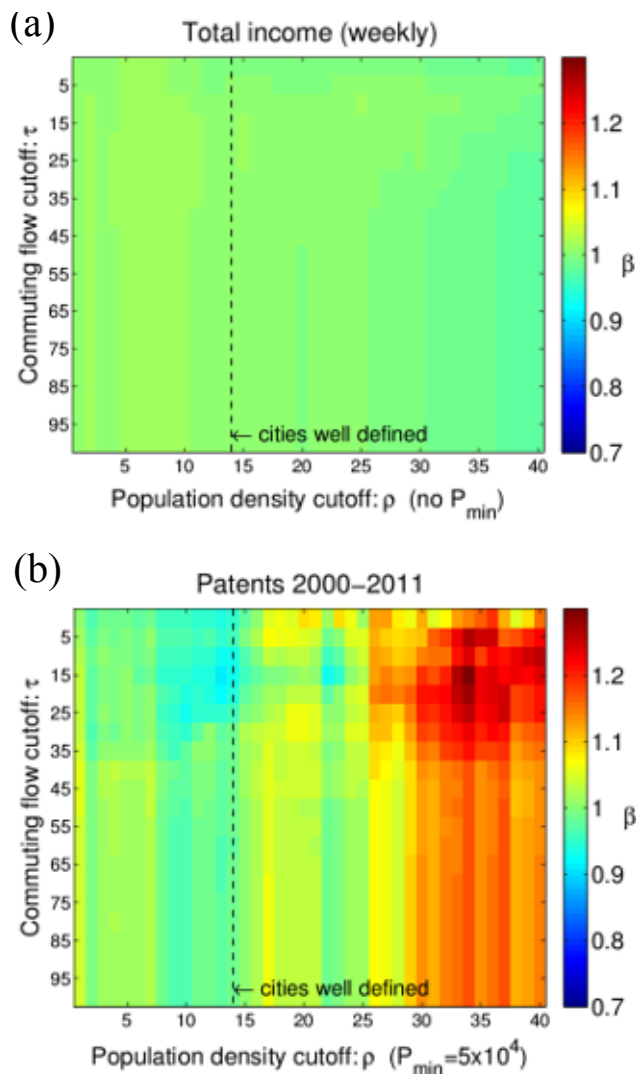 (a)
Total income (weekly)
Commuting flow cutoff: τ
5
15
25
35
45
55
65
75
85
95
← cities well defined
5 10 15 20 25 30 35 40
Population density cutoff: ρ (no P_min)
1.2
1.1
1
β
0.9
0.8
0.7
(b)
Patents 2000−2011
Commuting flow cutoff: τ
5
15
25
35
45
55
65
75
85
95
← cities well defined
5 10 15 20 25 30 35 40
Population density cutoff: ρ (P_min=5x10^4)
1.2
1.1
1
β
0.9
0.8
0.7